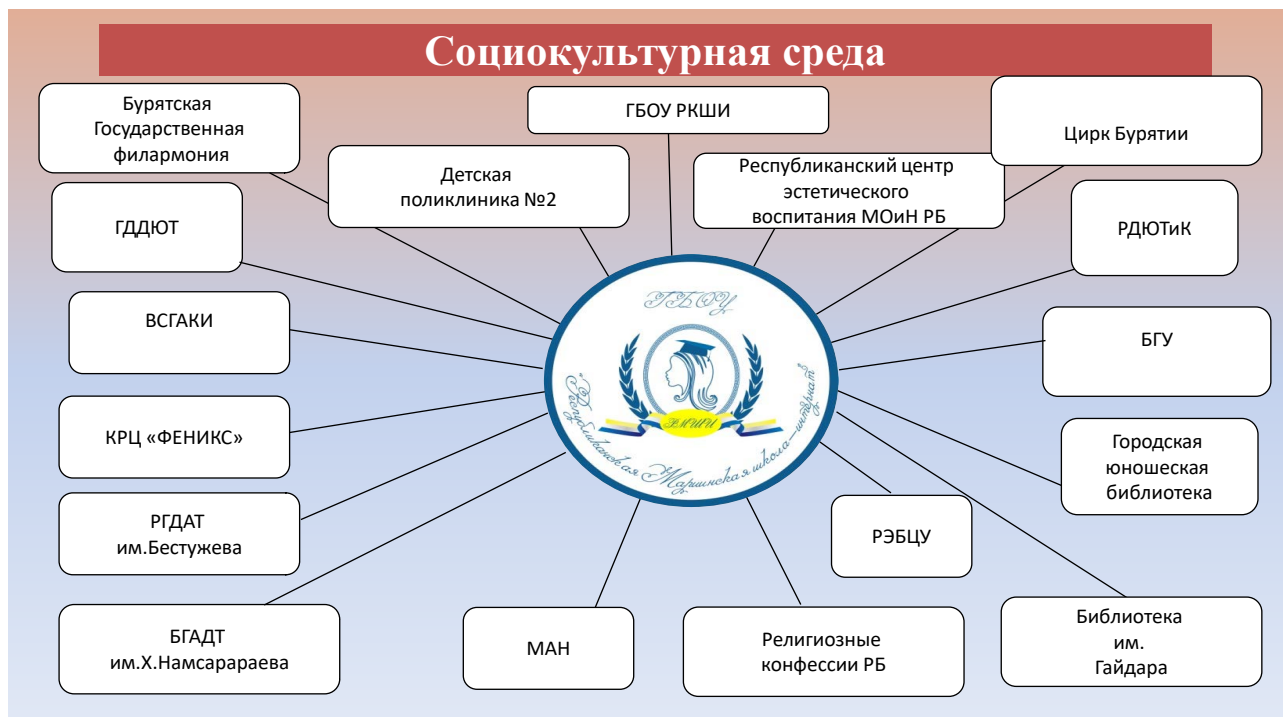 Социокультурная среда
Бурятская
Государственная
филармония
ГБОУ РКШИ
Цирк Бурятии
Детская
поликлиника №2
Республиканский центр
эстетического
воспитания МОиН РБ
ГДДЮТ
РДЮТиК
ВСГАКИ
БГУ
ГБОУ
РМШИ
"Республиканская Мариинская школа-интернат"
КРЦ «ФЕНИКС»
Городская
юношеская
библиотека
РГДАТ
им.Бестужева
РЭБЦУ
БГАДТ
им.Х.Намсарараева
МАН
Религиозные
конфессии РБ
Библиотека
им.
Гайдара